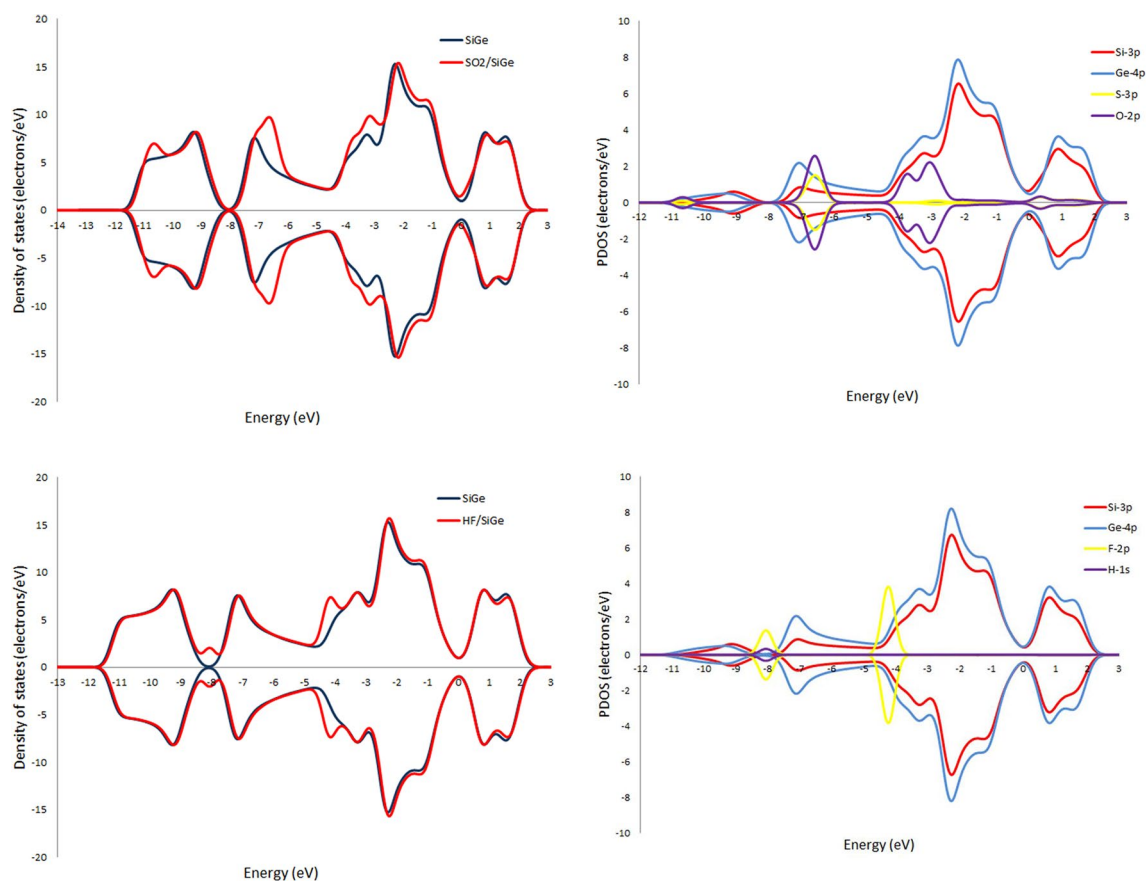 20
15
10
5
0
-5
-10
-15
-20
-14 -13 -12 -11 -10 -9 -8 -7 -6 -5 -4 -3 -2 -1 0 1 2 3
Density of states (electrons/eV)
Energy (eV)
SiGe
SO2/SiGe
10
8
6
4
2
0
-2
-4
-6
-8
-10
-12 -11 -10 -9 -8 -7 -6 -5 -4 -3 -2 -1 0 1 2 3
PDOS (electrons/eV)
Energy (eV)
Si-3p
Ge-4p
S-3p
O-2p
20
15
10
5
0
-5
-10
-15
-20
-13 -12 -11 -10 -9 -8 -7 -6 -5 -4 -3 -2 -1 0 1 2 3
Density of states (electrons/eV)
Energy (eV)
SiGe
HF/SiGe
10
8
6
4
2
0
-2
-4
-6
-8
-10
-12 -11 -10 -9 -8 -7 -6 -5 -4 -3 -2 -1 0 1 2 3
PDOS (electrons/eV)
Energy (eV)
Si-3p
Ge-4p
F-2p
H-1s